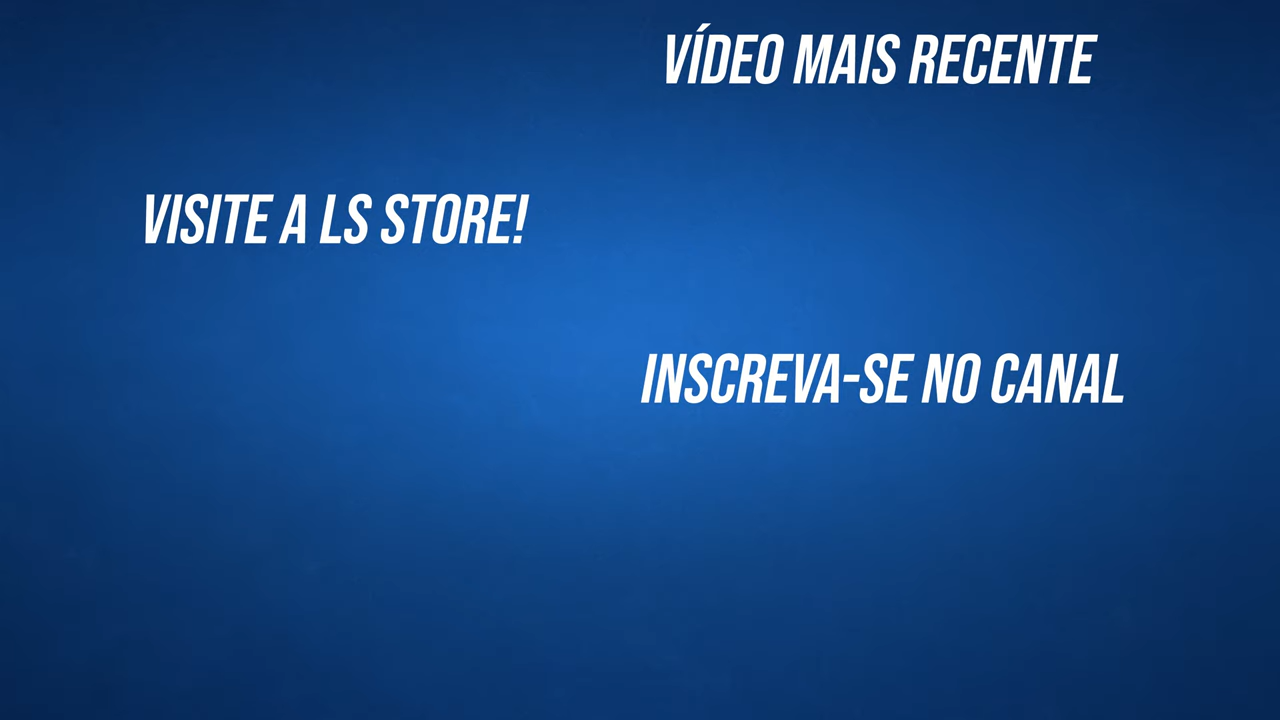 VÍDEO MAIS RECENTE
VISITE A LS STORE!
INSCREVA-SE NO CANAL